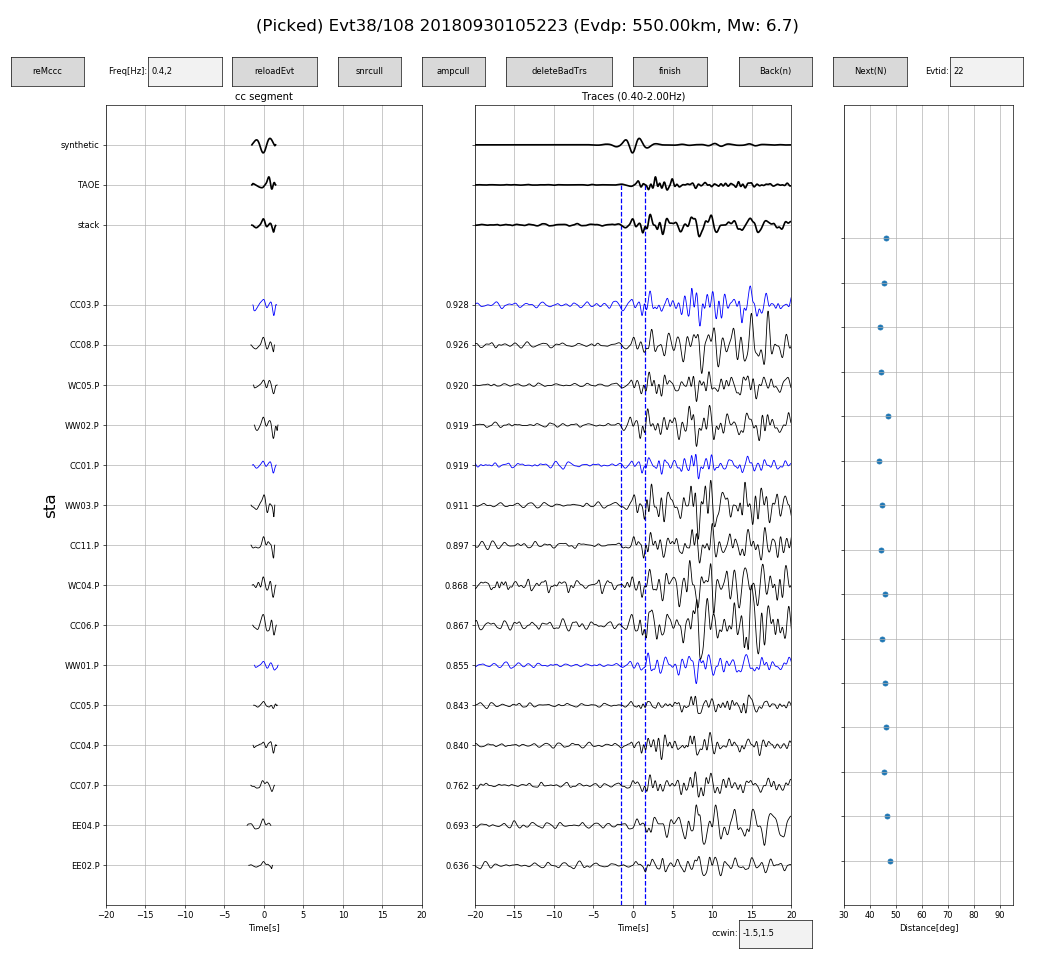 (Picked) Evt38/108 20180930105223 (Evdp: 550.00km, Mw: 6.7)
reMccc Freq[Hz]: 0.4,2 reloadEvt snrcull ampcull deleteBadTrs finish Back(n) Next(N) Evtid: 22
cc segment Traces (0.40-2.00Hz)
synthetic
TAOE
stack
CC03.P 0.928
CC08.P 0.926
WC05.P 0.920
WW02.P 0.919
CC01.P 0.919
sta
WW03.P 0.911
CC11.P 0.897
WC04.P 0.868
CC06.P 0.867
WW01.P 0.855
CC05.P 0.843
CC04.P 0.840
CC07.P 0.762
EE04.P 0.693
EE02.P 0.636
−20 −15 −10 −5 0 5 10 15 20 −20 −15 −10 −5 0 5 10 15 20 30 40 50 60 70 80 90
Time[s] Time[s] Distance[deg]
ccwin: -1.5,1.5